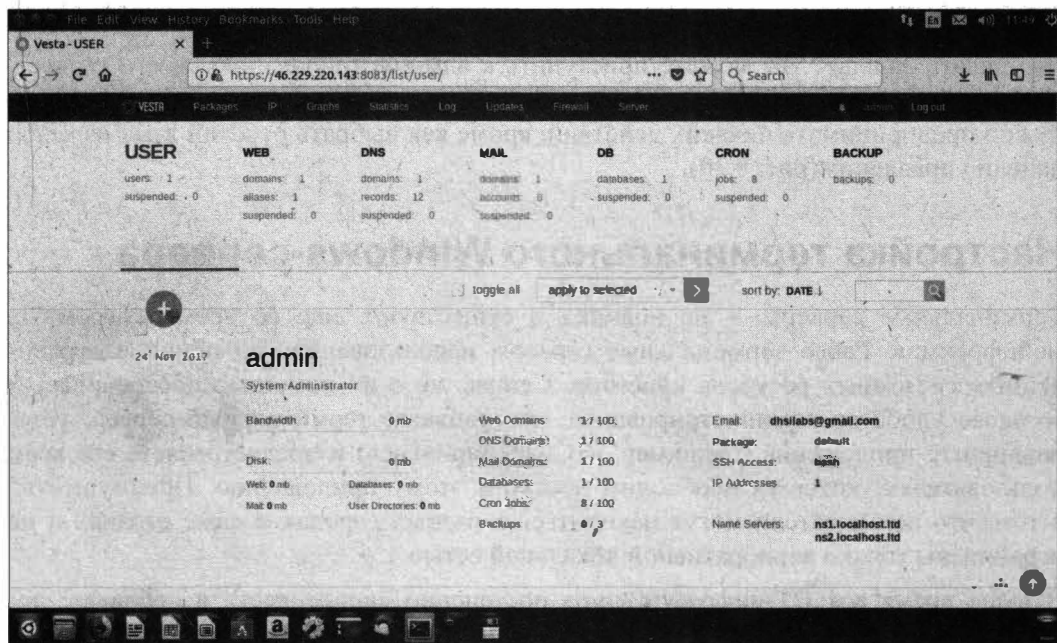 File Edit View History Bookmarks Tools Help
En 11:49
Vesta - USER × +
https://46.229.220.143:8083/list/user/ ··· Search
VESTA Packages IP Graphs Statistics Log Updates Firewall Server admin Log out
USER WEB DNS MAIL DB CRON BACKUP
users: 1 domains: 1 domains: 1 domains: 1 databases: 1 jobs: 8 backups: 0
suspended: 0 aliases: 1 records: 12 accounts: 0 suspended: 0 suspended: 0
suspended: 0 suspended: 0 suspended: 0
toggle all apply to selected > sort by: DATE ↓
+
24 Nov 2017 admin
System Administrator
Bandwidth 0 mb Web Domains: 1 / 100 Email: dhsilabs@gmail.com
DNS Domains: 1 / 100 Package: default
Disk: 0 mb Mail Domains: 1 / 100 SSH Access: bash
Web: 0 mb Databases: 0 mb Databases: 1 / 100 IP Addresses 1
Mail: 0 mb User Directories: 0 mb Cron Jobs: 8 / 100
Backups 0 / 3 Name Servers: ns1.localhost.ltd
ns2.localhost.ltd